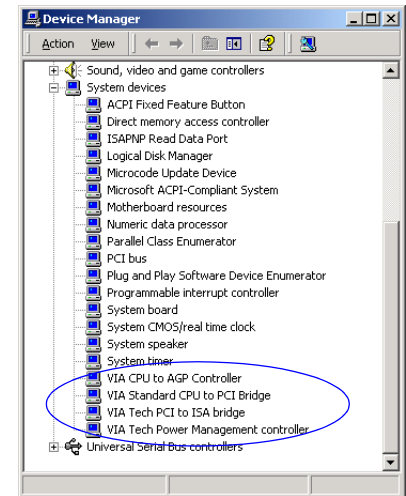 Device Manager
Action View
Sound, video and game controllers
System devices
ACPI Fixed Feature Button
Direct memory access controller
ISAPNP Read Data Port
Logical Disk Manager
Microcode Update Device
Microsoft ACPI-Compliant System
Motherboard resources
Numeric data processor
Parallel Class Enumerator
PCI bus
Plug and Play Software Device Enumerator
Programmable interrupt controller
System board
System CMOS/real time clock
System speaker
System timer
VIA CPU to AGP Controller
VIA Standard CPU to PCI Bridge
VIA Tech PCI to ISA bridge
VIA Tech Power Management controller
Universal Serial Bus controllers